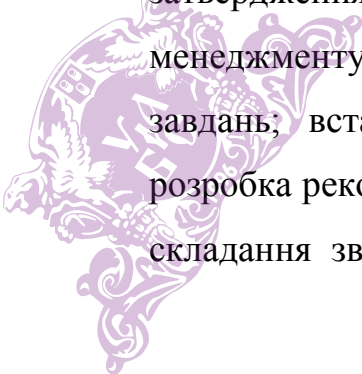 затвердження
менеджменту
завдань; вста
розробка реко
складання зв